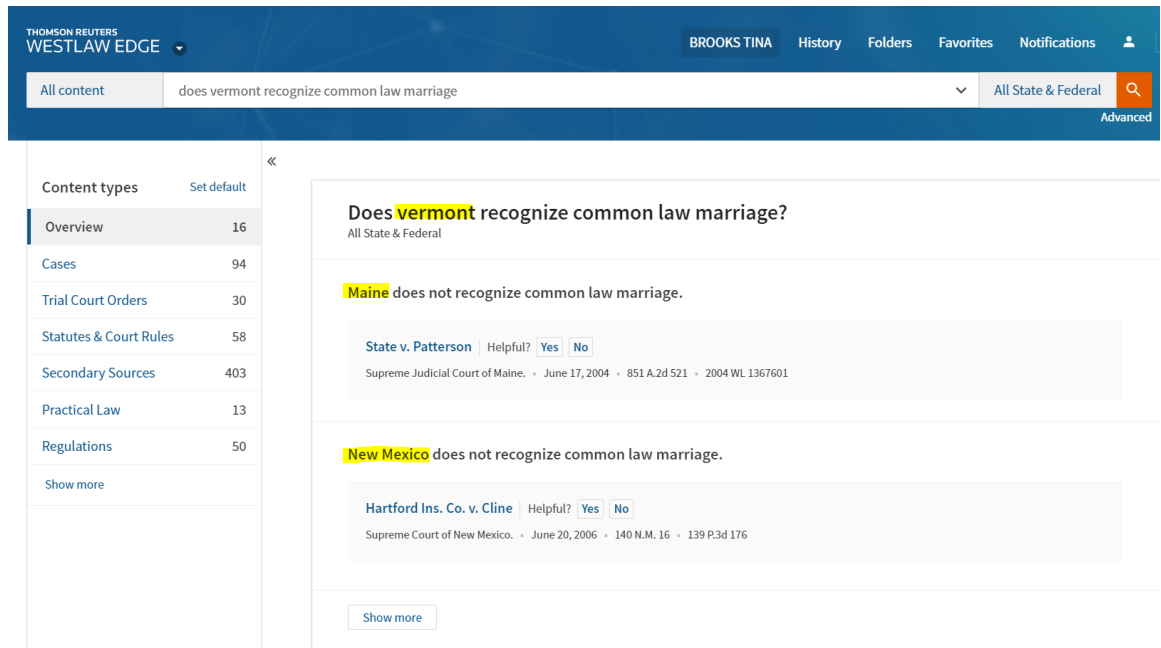 THOMSON REUTERS
WESTLAW EDGE
BROOKS TINA History Folders Favorites Notifications
All content does vermont recognize common law marriage All State & Federal
Advanced
Content types Set default
Overview 16
Cases 94
Trial Court Orders 30
Statutes & Court Rules 58
Secondary Sources 403
Practical Law 13
Regulations 50
Show more
Does vermont recognize common law marriage?
All State & Federal
Maine does not recognize common law marriage.
State v. Patterson Helpful? Yes No
Supreme Judicial Court of Maine. • June 17, 2004 • 851 A.2d 521 • 2004 WL 1367601
New Mexico does not recognize common law marriage.
Hartford Ins. Co. v. Cline Helpful? Yes No
Supreme Court of New Mexico. • June 20, 2006 • 140 N.M. 16 • 139 P.3d 176
Show more